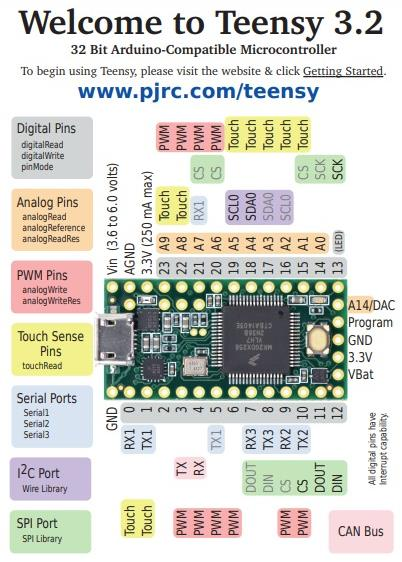 Welcome to Teensy 3.2
32 Bit Arduino-Compatible Microcontroller
To begin using Teensy, please visit the website & click Getting Started.
www.pjrc.com/teensy
Digital Pins
digitalRead
digitalWrite
pinMode
Analog Pins
analogRead
analogReference
analogReadRes
PWM Pins
analogWrite
analogWriteRes
Touch Sense
Pins
touchRead
Serial Ports
Serial1
Serial2
Serial3
I²C Port
Wire Library
SPI Port
SPI Library
PWM PWM PWM PWM Touch Touch Touch Touch Touch
CS CS CS SCK SCK
Touch Touch RX1 SCL0 SDA0 SDA0 SCL0
Vin (3.6 to 6.0 volts)
AGND
3.3V (250 mA max)
A9 A8 A7 A6 A5 A4 A3 A2 A1 A0 (LED)
23 22 21 20 19 18 17 16 15 14 13
A14/DAC
Program
GND
3.3V
VBat
GND 0 1 2 3 4 5 6 7 8 9 10 11 12
RX1 TX1 TX1 RX3 TX3 RX2 TX2
TX RX DOUT DIN CS CS DOUT DIN
Touch Touch PWM PWM PWM PWM PWM PWM
All digital pins have
Interrupt capability.
CAN Bus